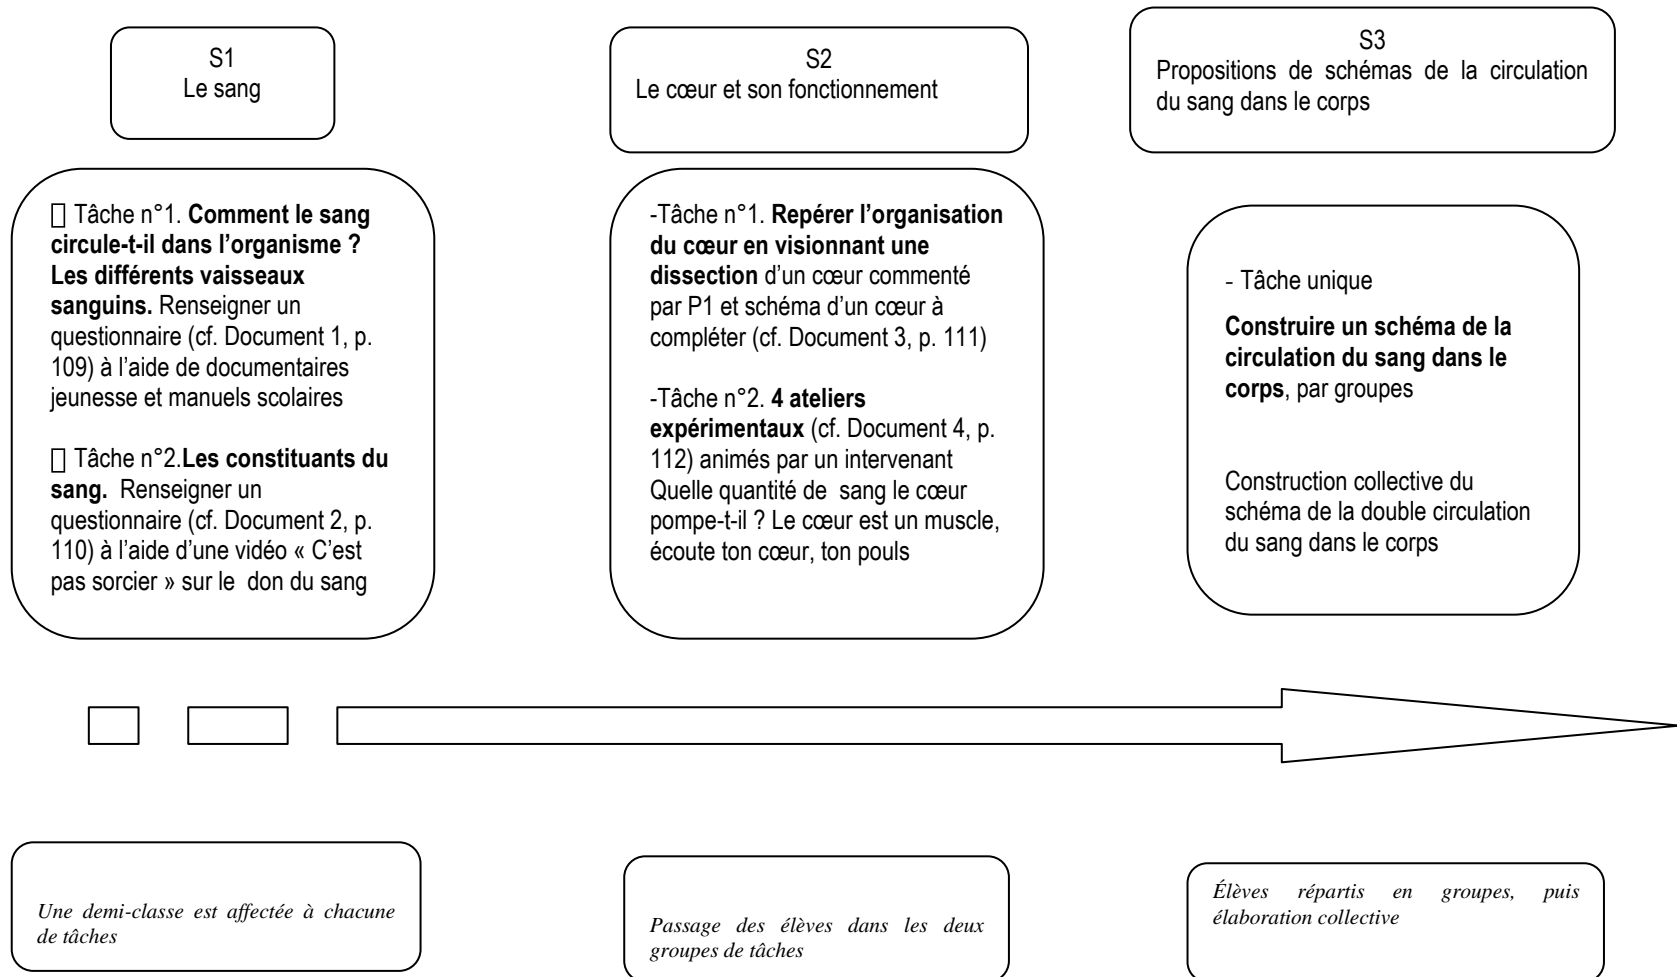 S1
Le sang
S2
Le cœur et son fonctionnement
S3
Propositions de schémas de la circulation
du sang dans le corps
Tâche n°1. Comment le sang
circule-t-il dans l’organisme ?
Les différents vaisseaux
sanguins. Renseigner un
questionnaire (cf. Document 1, p.
109) à l’aide de documentaires
jeunesse et manuels scolaires
Tâche n°2.Les constituants du
sang. Renseigner un
questionnaire (cf. Document 2, p.
110) à l’aide d’une vidéo « C’est
pas sorcier » sur le don du sang
-Tâche n°1. Repérer l’organisation
du cœur en visionnant une
dissection d’un cœur commenté
par P1 et schéma d’un cœur à
compléter (cf. Document 3, p. 111)
-Tâche n°2. 4 ateliers
expérimentaux (cf. Document 4, p.
112) animés par un intervenant
Quelle quantité de sang le cœur
pompe-t-il ? Le cœur est un muscle,
écoute ton cœur, ton pouls
- Tâche unique
Construire un schéma de la
circulation du sang dans le
corps, par groupes
Construction collective du
schéma de la double circulation
du sang dans le corps
Une demi-classe est affectée à chacune
de tâches
Passage des élèves dans les deux
groupes de tâches
Élèves répartis en groupes, puis
élaboration collective